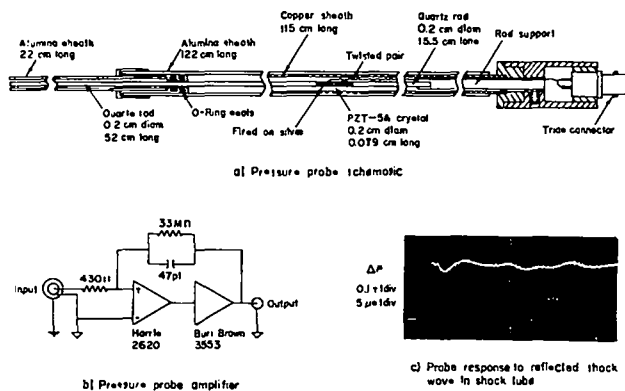 Alumina sheath
22 cm long
Alumina sheath
122 cm long
Copper sheath
115 cm long
Twisted pair
Quartz rod
0.2 cm diam
15.5 cm long
Rod support
Quartz rod
0.2 cm diam
52 cm long
O-Ring seals
Fired on silver
PZT-5A crystal
0.2 cm diam
0.079 cm long
Triax connector
a) Pressure probe schematic
33MΩ
47pf
430Ω
Input
+
−
Harris
2620
Burr Brown
3553
Output
b) Pressure probe amplifier
ΔP
0.1 τ/div
5 μs/div
c) Probe response to reflected shock
wave in shock tube